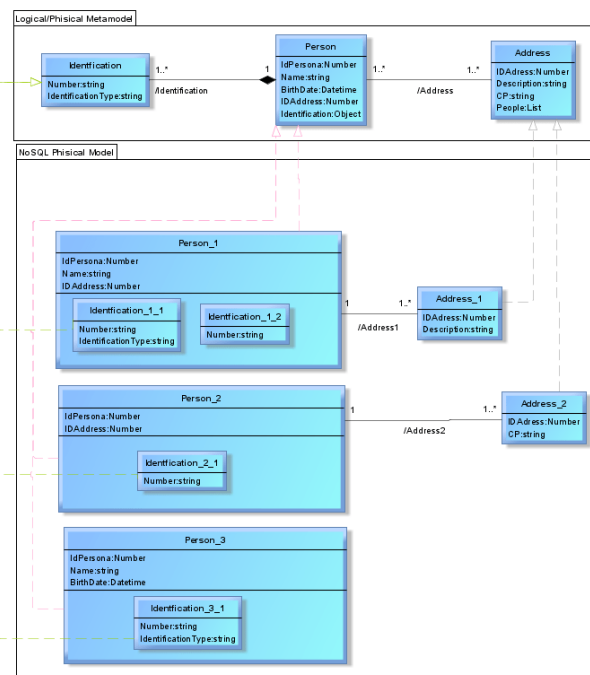 Logical/Phisical Metamodel
Identfication
Number:string
IdentificationType:string
1..*
/Identification
1
Person
IdPersona:Number
Name:string
BirthDate:Datetime
IDAddress:Number
Identification:Object
1..*
/Address
1..*
Address
IDAdress:Number
Description:string
CP:string
People:List
NoSQL Phisical Model
Person_1
IdPersona:Number
Name:string
IDAddress:Number
Identfication_1_1
Number:string
IdentificationType:string
Identfication_1_2
Number:string
1
/Address1
1..*
Address_1
IDAdress:Number
Description:string
Person_2
IdPersona:Number
IDAddress:Number
Identfication_2_1
Number:string
1
/Address2
1..*
Address_2
IDAdress:Number
CP:string
Person_3
IdPersona:Number
Name:string
BirthDate:Datetime
Identfication_3_1
Number:string
IdentificationType:string